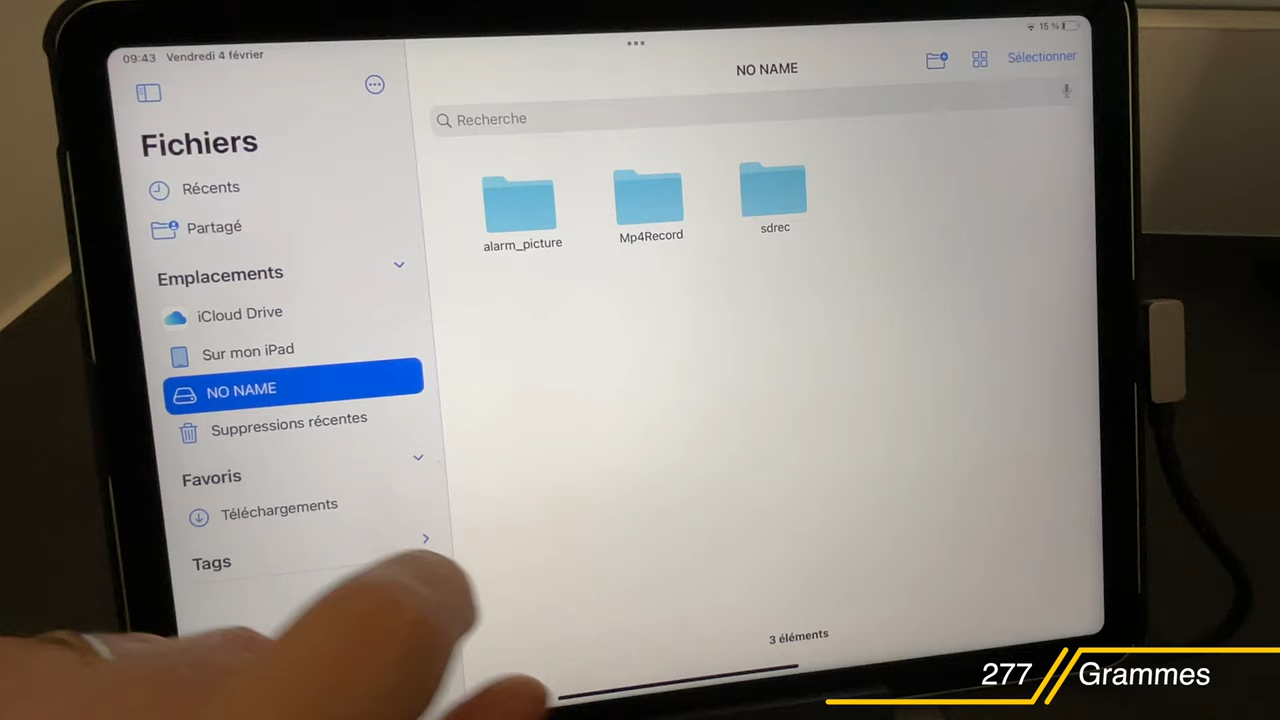 09:43 Vendredi 4 février
15 %
Fichiers
Récents
Partagé
Emplacements
iCloud Drive
Sur mon iPad
NO NAME
Suppressions récentes
Favoris
Téléchargements
Tags
NO NAME
Sélectionner
Recherche
alarm_picture
Mp4Record
sdrec
3 éléments
277 Grammes